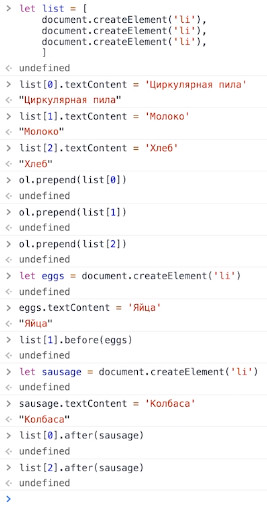 > let list = [
document.createElement('li'),
document.createElement('li'),
document.createElement('li'),
]
< undefined
> list[0].textContent = 'Циркулярная пила'
< "Циркулярная пила"
> list[1].textContent = 'Молоко'
< "Молоко"
> list[2].textContent = 'Хлеб'
< "Хлеб"
> ol.prepend(list[0])
< undefined
> ol.prepend(list[1])
< undefined
> ol.prepend(list[2])
< undefined
> let eggs = document.createElement('li')
< undefined
> eggs.textContent = 'Яйца'
< "Яйца"
> list[1].before(eggs)
< undefined
> let sausage = document.createElement('li')
< undefined
> sausage.textContent = 'Колбаса'
< "Колбаса"
> list[0].after(sausage)
< undefined
> list[2].after(sausage)
< undefined
>